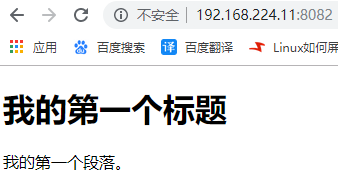 不安全 | 192.168.224.11:8082
应用 百度搜索 译 百度翻译 Linux如何屏
我的第一个标题
我的第一个段落。